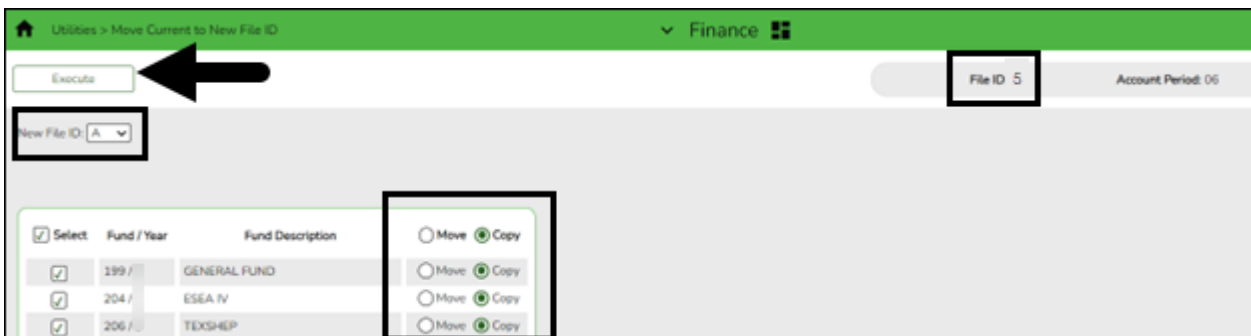 Utilities > Move Current to New File ID
Finance
Execute
File ID 5 Account Period: 06
New File ID: A
Select Fund / Year Fund Description Move Copy
199 / GENERAL FUND Move Copy
204 / ESEA IV Move Copy
206 / TEXSHEP Move Copy